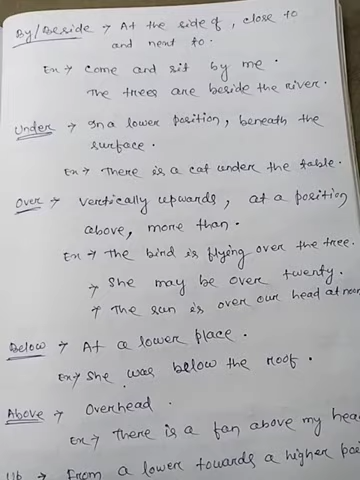 By/Beside → At the side of, close to
and next to.
Ex → Come and sit by me.
The trees are beside the river.
Under → In a lower position, beneath the
surface.
Ex → There is a cat under the table.
Over → Vertically upwards, at a position
above, more than.
Ex → The bird is flying over the tree.
→ She may be over twenty.
→ The sun is over our head at noon
Below → At a lower place.
Ex → She was below the roof.
Above → Overhead.
Ex → There is a fan above my head
Up → From a lower towards a higher posi